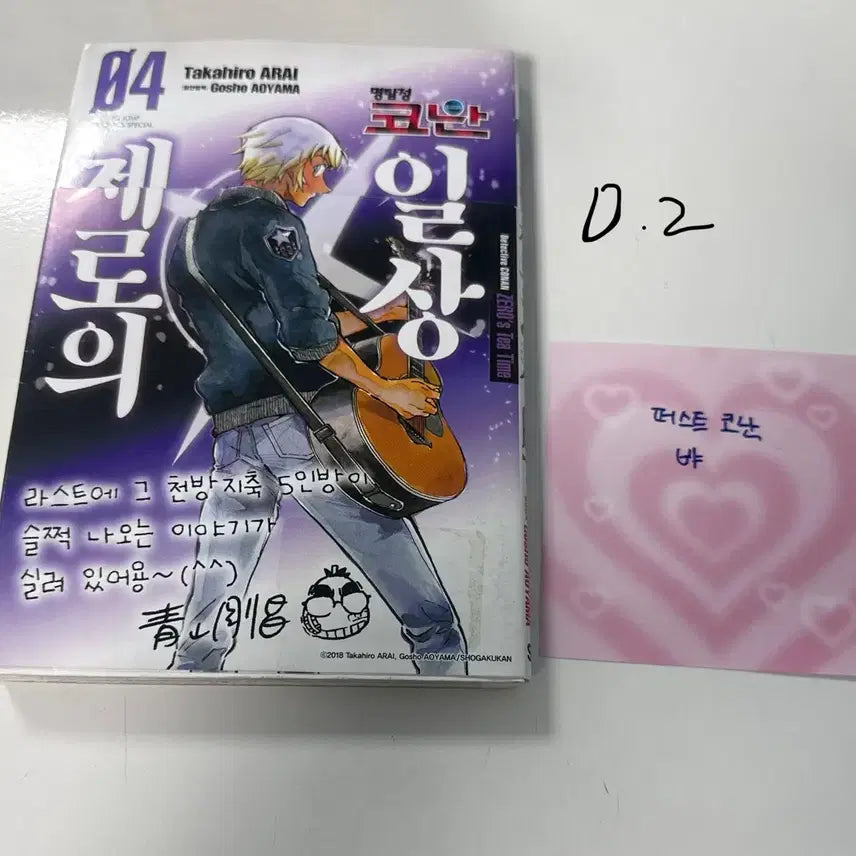 04
Takahiro ARAI
Gosho AOYAMA
명탐정
코난
제로의
일상
Detective CONAN ZERO's Tea Time
라스트에 그 천방지축 5인방이
슬쩍 나오는 이야기가
실려 있어용~(^^)
青山剛昌
©2018 Takahiro ARAI, Gosho AOYAMA/SHOGAKUKAN
0.2
퍼스트 코난
뱌